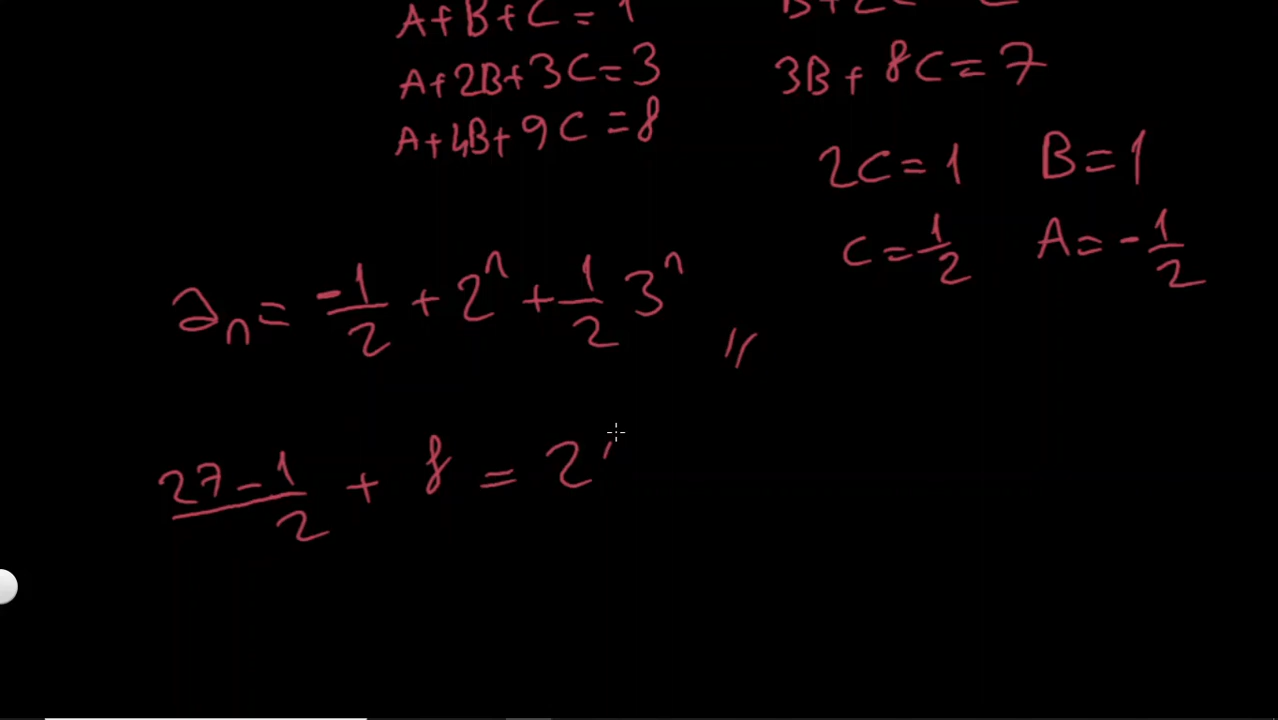 A+B+C=1
A+2B+3C=3
A+4B+9C=8
3B+8C=7
2C=1 B=1
C=1/2 A=-1/2
a_n = -1/2 + 2^n + 1/2 3^n //
27-1/2 + 8 = 2